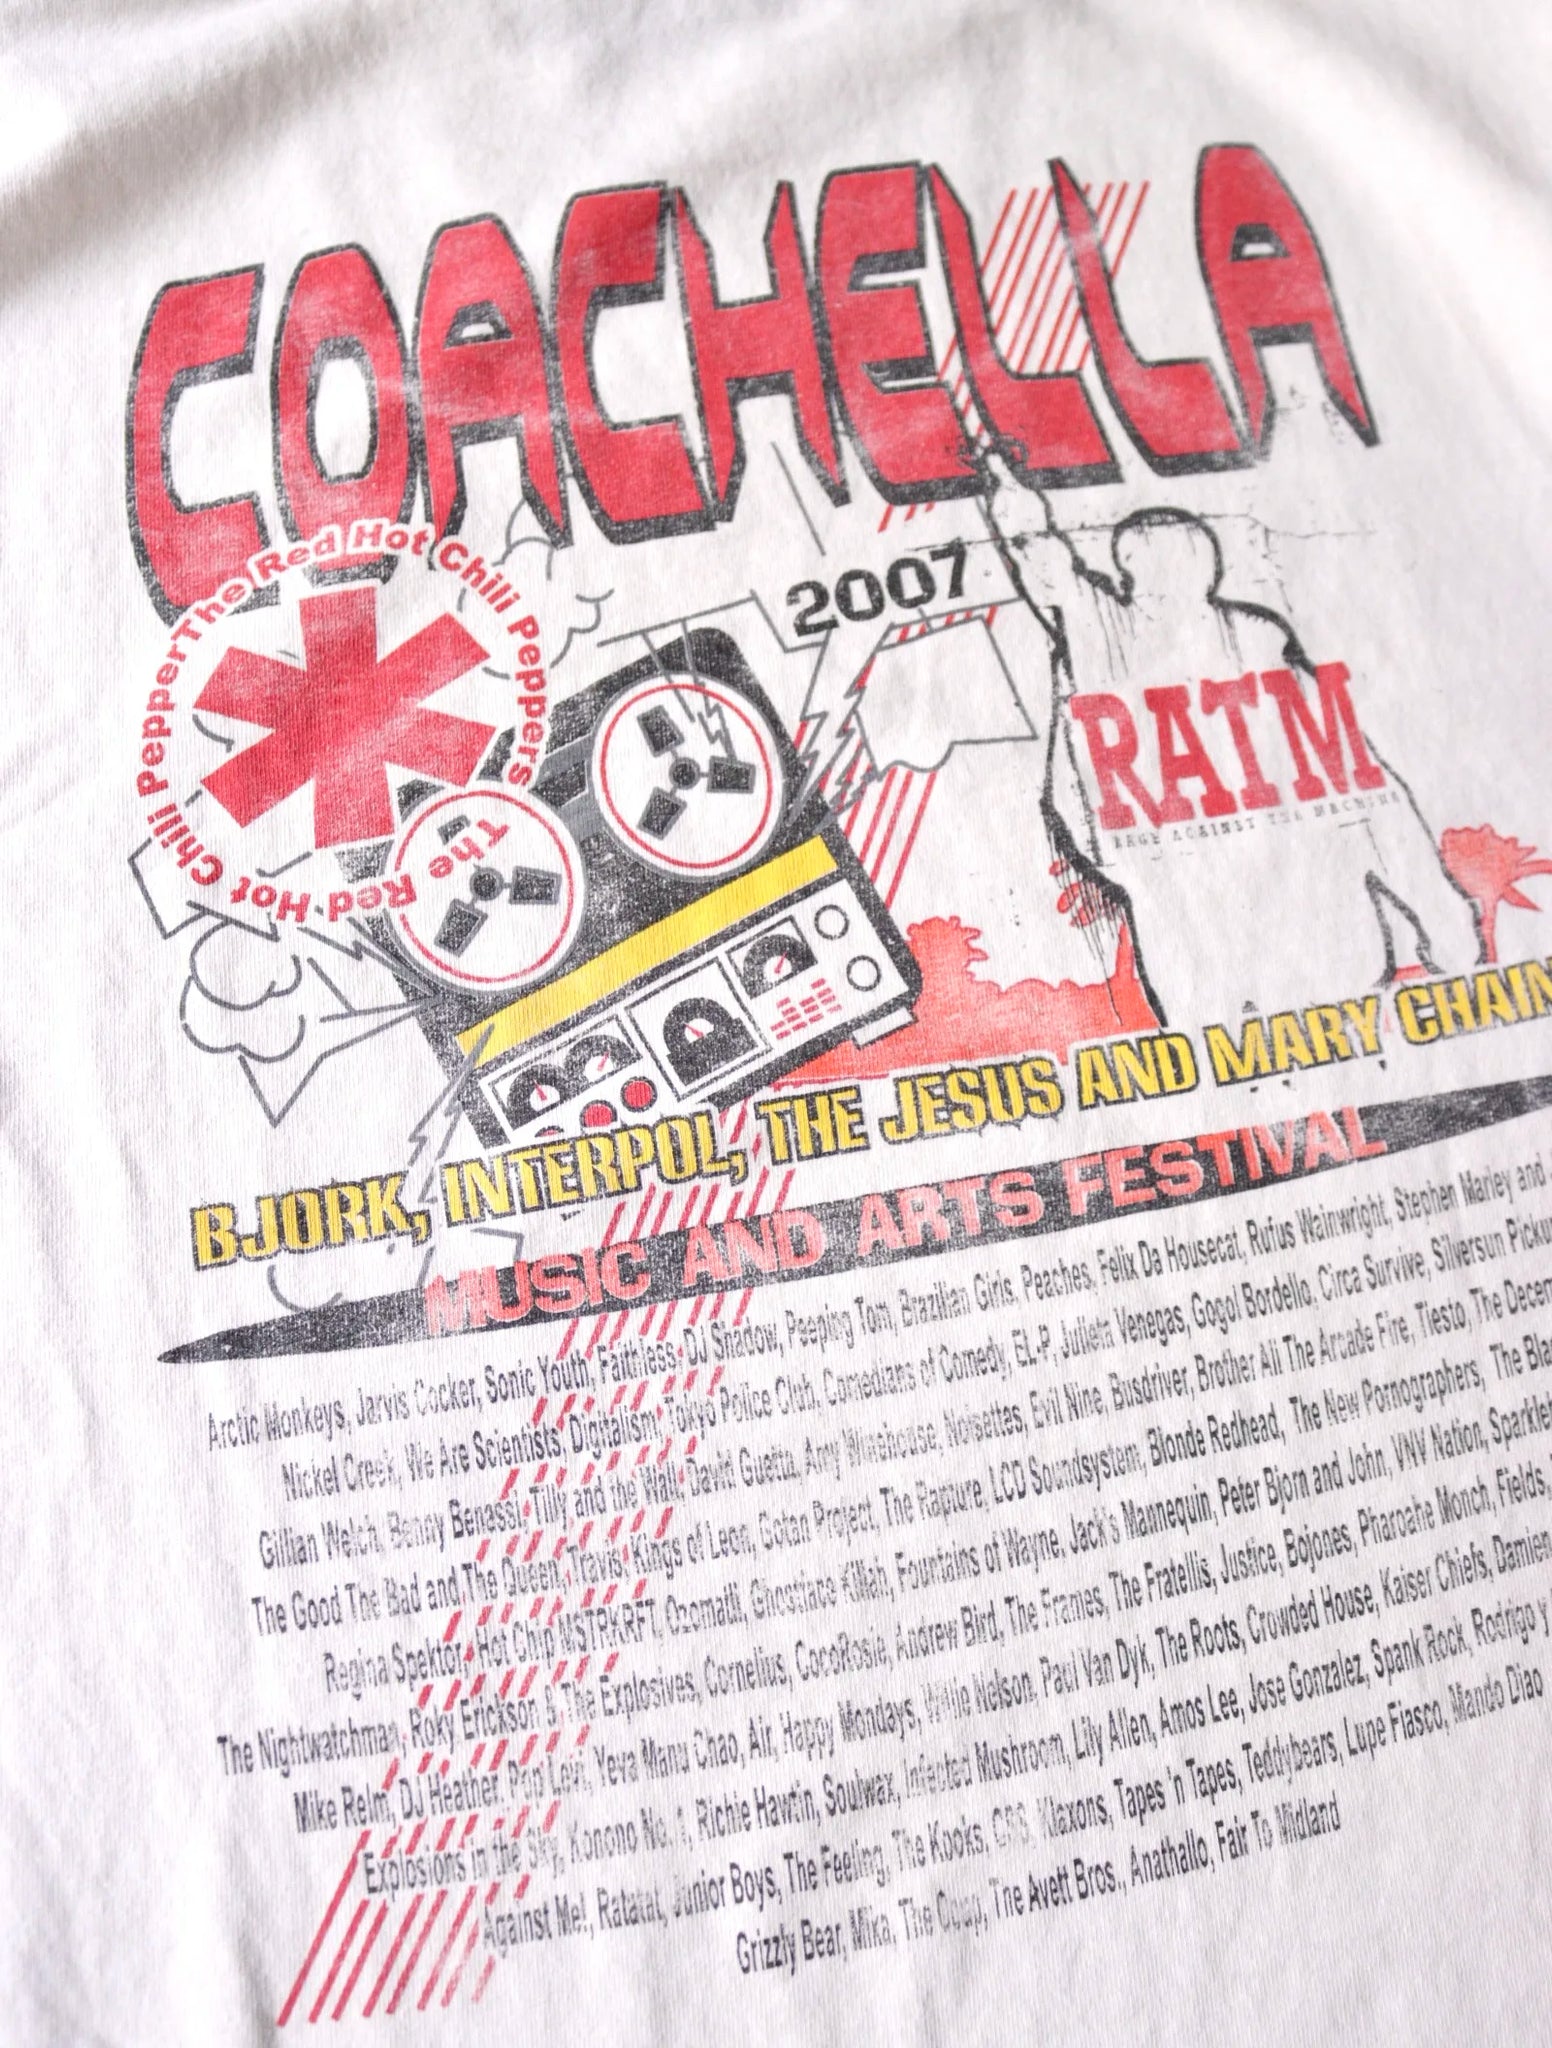 COACHELLA
2007
The Red Hot Chili Peppers
The Red Hot Chili Pepper
RATM
RAGE AGAINST THE MACHINE
BJORK, INTERPOL, THE JESUS AND MARY CHAIN
MUSIC AND ARTS FESTIVAL
Arctic Monkeys, Jarvis Cocker, Sonic Youth, Faithless, DJ Shadow, Peeping Tom, Brazilian Girls, Peaches, Felix Da Housecat, Rufus Wainwright, Stephen Marley and
Nickel Creek, We Are Scientists, Digitalism, Tokyo Police Club, Comedians of Comedy, EL-P, Julieta Venegas, Gogol Bordello, Circa Survive, Silversun
Gillian Welch, Benny Benassi, Tilly and the Wall, David Guetta, Amy Winehouse, Noisettes, Evil Nine, Busdriver, Brother Ali The Arcade Fire, Tiesto, The
The Good The Bad and The Queen, Travis, Kings of Leon, Gotan Project, The Rapture, LCD Soundsystem, Blonde Redhead, The New Pornographers, The
Regina Spektor, Hot Chip MSTRKRFT, Ozomatli, Ghostface Killah, Fountains of Wayne, Jack's Mannequin, Peter Bjorn and John, VNV Nation,
The Nightwatchman, Roky Erickson & The Explosives, Cornelius, CocoRosie, Andrew Bird, The Frames, The Fratellis, Justice, Bojones, Pharoahe Monch, Fields,
Mike Relm, DJ Heather, Pop Levi, Yeva Manu Chao, Air, Happy Mondays, Willie Nelson, Paul Van Dyk, The Roots, Crowded House, Kaiser Chiefs, Damien
Explosions in the Sky, Konono No. 1, Richie Hawtin, Soulwax, Infected Mushroom, Lily Allen, Amos Lee, Jose Gonzalez, Spank Rock, Rodrigo y
Against Me!, Ratatat, Junior Boys, The Feeling, The Kooks, CSS, Klaxons, Tapes 'n Tapes, Teddybears, Lupe Fiasco, Mando Diao
Grizzly Bear, Mika, The Coup, The Avett Bros., Anathallo, Fair To Midland